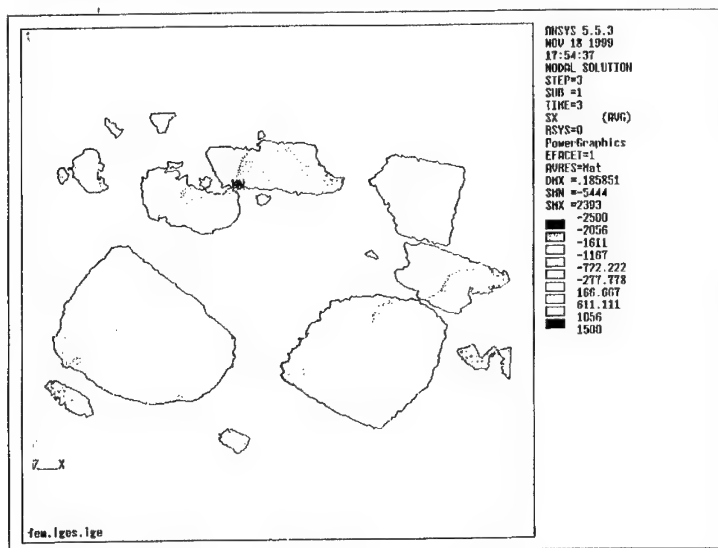 1
ANSYS 5.5.3
NOV 18 1999
17:54:37
NODAL SOLUTION
STEP=3
SUB =1
TIME=3
SX (AVG)
RSYS=0
PowerGraphics
EFACET=1
AVRES=Mat
DMX =.185851
SMN =-5444
SMX =2393
-2500
-2056
-1611
-1167
-722.222
-277.778
166.667
611.111
1056
1500
Z X
fem.iges.ige